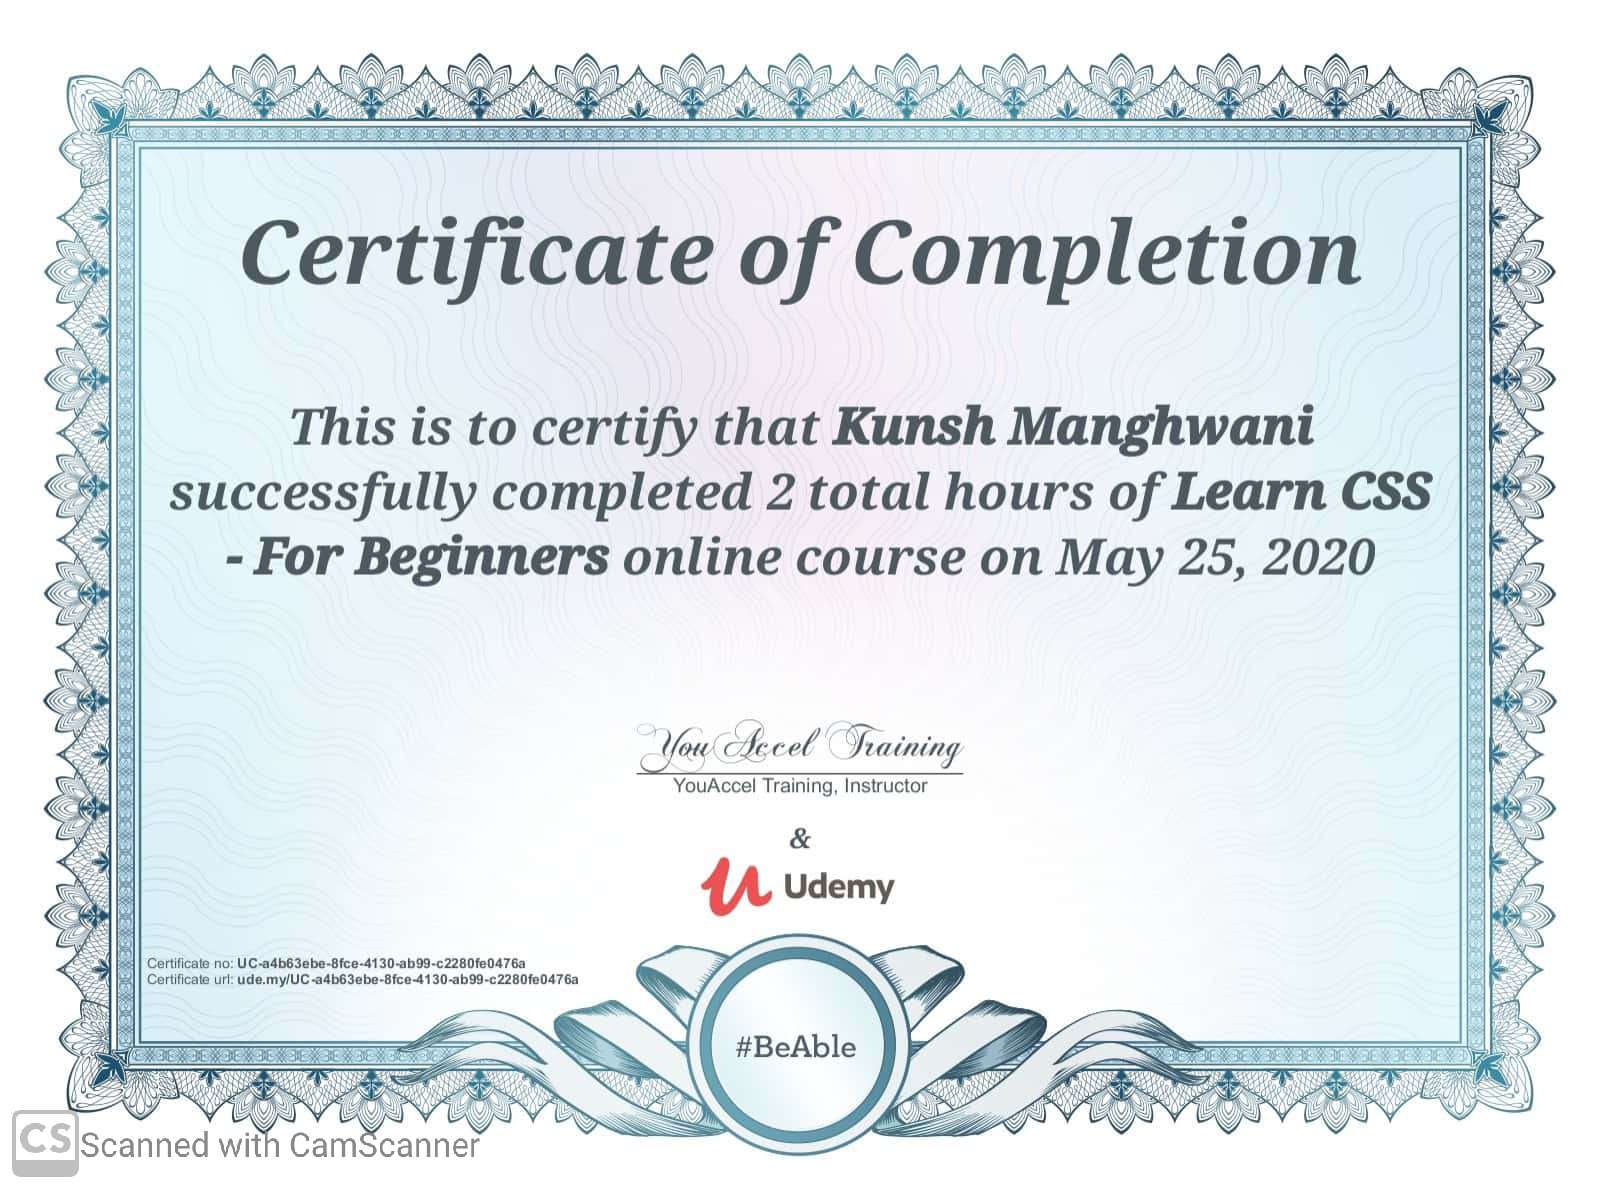 Certificate of Completion
This is to certify that Kunsh Manghwani
successfully completed 2 total hours of Learn CSS
- For Beginners online course on May 25, 2020
YouAccel Training
YouAccel Training, Instructor
&
Udemy
Certificate no: UC-a4b63ebe-8fce-4130-ab99-c2280fe0476a
Certificate url: ude.my/UC-a4b63ebe-8fce-4130-ab99-c2280fe0476a
#BeAble
CS Scanned with CamScanner